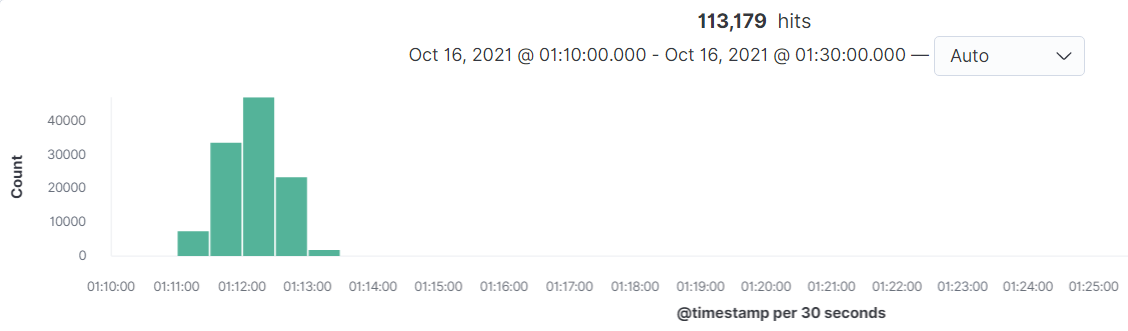 113,179 hits
Oct 16, 2021 @ 01:10:00.000 - Oct 16, 2021 @ 01:30:00.000 — Auto
Count
40000
30000
20000
10000
0
01:10:00 01:11:00 01:12:00 01:13:00 01:14:00 01:15:00 01:16:00 01:17:00 01:18:00 01:19:00 01:20:00 01:21:00 01:22:00 01:23:00 01:24:00 01:25:00
@timestamp per 30 seconds